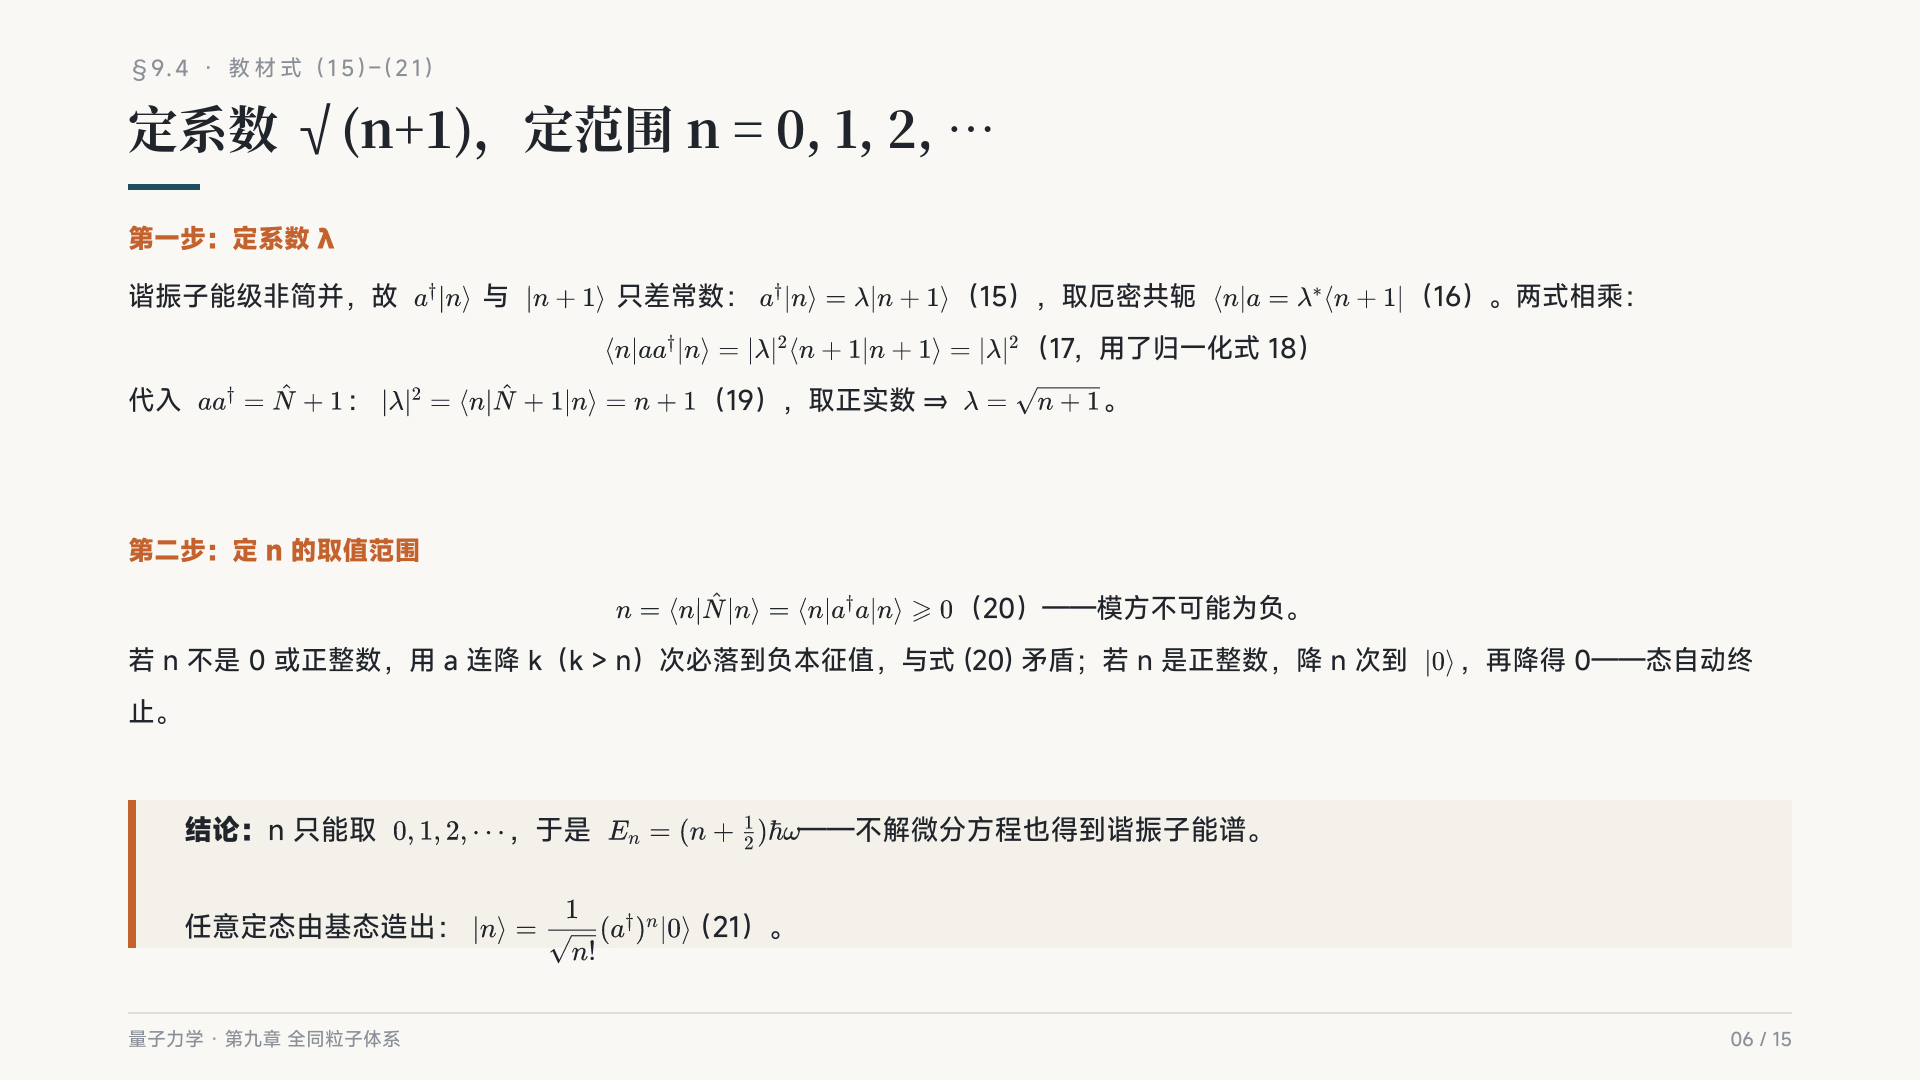 §9.4 · 教材式 (15)–(21)
定系数 √(n+1)，定范围 n = 0, 1, 2, ⋯
第一步：定系数 λ
谐振子能级非简并，故 a†|n⟩ 与 |n + 1⟩ 只差常数： a†|n⟩ = λ|n + 1⟩（15），取厄密共轭 ⟨n|a = λ*⟨n + 1|（16）。两式相乘：
⟨n|aa†|n⟩ = |λ|²⟨n + 1|n + 1⟩ = |λ|²（17，用了归一化式 18）
代入 aa† = N̂ + 1： |λ|² = ⟨n|N̂ + 1|n⟩ = n + 1（19），取正实数 ⇒ λ = √(n + 1)。
第二步：定 n 的取值范围
n = ⟨n|N̂|n⟩ = ⟨n|a†a|n⟩ ⩾ 0（20）——模方不可能为负。
若 n 不是 0 或正整数，用 a 连降 k（k > n）次必落到负本征值，与式 (20) 矛盾；若 n 是正整数，降 n 次到 |0⟩，再降得 0——态自动终
止。
结论：n 只能取 0, 1, 2, ⋯，于是 Eₙ = (n + 1/2)ℏω——不解微分方程也得到谐振子能谱。
任意定态由基态造出： |n⟩ = 1/√n! (a†)ⁿ|0⟩（21）。
量子力学 · 第九章 全同粒子体系
06 / 15